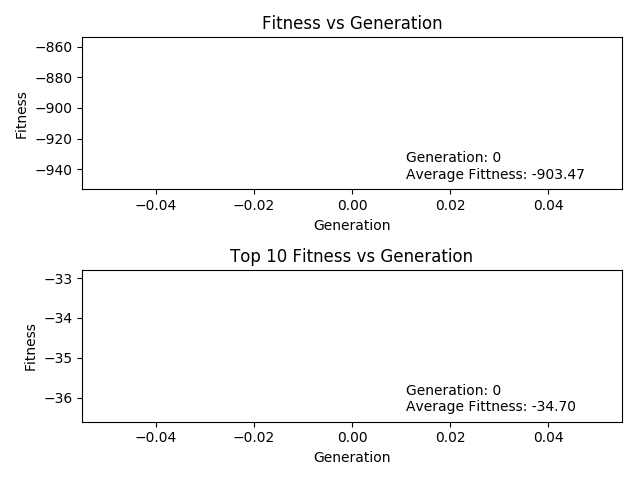 Fitness vs Generation
−860
−880
−900
−920
−940
Fitness
Generation: 0
Average Fittness: -903.47
−0.04 −0.02 0.00 0.02 0.04
Generation
Top 10 Fitness vs Generation
−33
−34
−35
−36
Fitness
Generation: 0
Average Fittness: -34.70
−0.04 −0.02 0.00 0.02 0.04
Generation